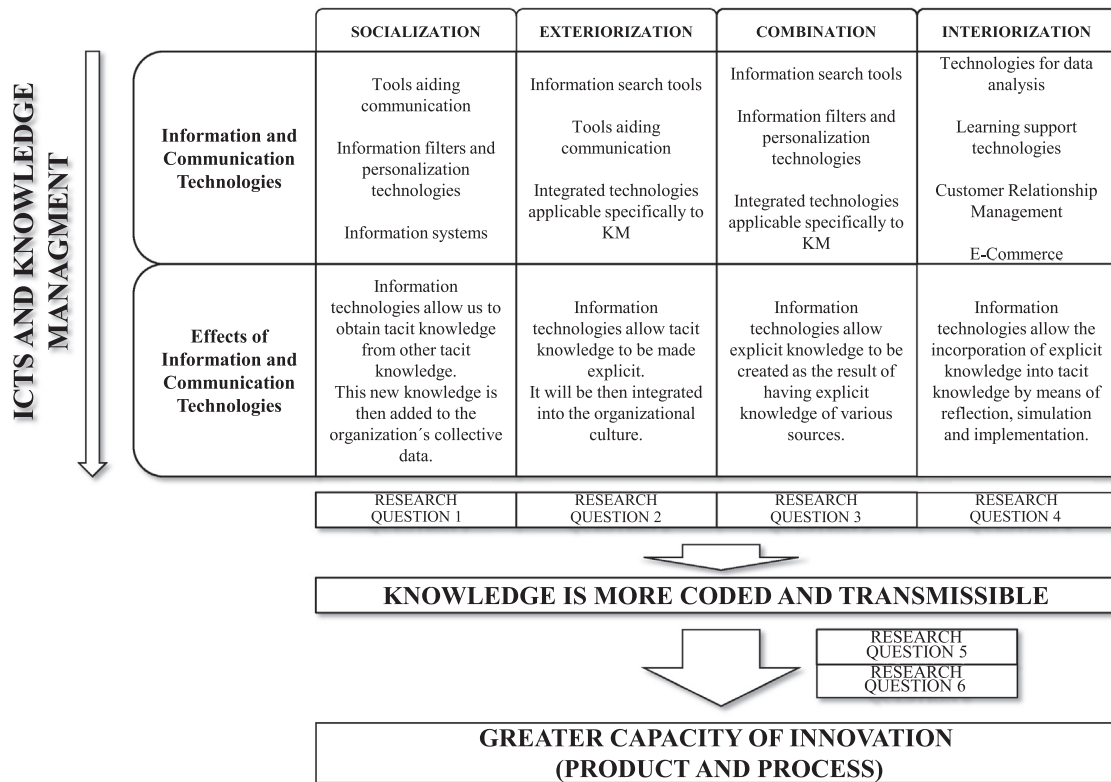 ICTS AND KNOWLEDGE
MANAGMENT
SOCIALIZATION
EXTERIORIZATION
COMBINATION
INTERIORIZATION
Information and
Communication
Technologies
Tools aiding
communication
Information filters and
personalization
technologies
Information systems
Information search tools
Tools aiding
communication
Integrated technologies
applicable specifically to
KM
Information search tools
Information filters and
personalization
technologies
Integrated technologies
applicable specifically to
KM
Technologies for data
analysis
Learning support
technologies
Customer Relationship
Management
E-Commerce
Effects of
Information and
Communication
Technologies
Information
technologies allow us to
obtain tacit knowledge
from other tacit
knowledge.
This new knowledge is
then added to the
organization´s collective
data.
Information
technologies allow tacit
knowledge to be made
explicit.
It will be then integrated
into the organizational
culture.
Information
technologies allow
explicit knowledge to be
created as the result of
having explicit
knowledge of various
sources.
Information
technologies allow the
incorporation of explicit
knowledge into tacit
knowledge by means of
reflection, simulation
and implementation.
RESEARCH
QUESTION 1
RESEARCH
QUESTION 2
RESEARCH
QUESTION 3
RESEARCH
QUESTION 4
KNOWLEDGE IS MORE CODED AND TRANSMISSIBLE
RESEARCH
QUESTION 5
RESEARCH
QUESTION 6
GREATER CAPACITY OF INNOVATION
(PRODUCT AND PROCESS)